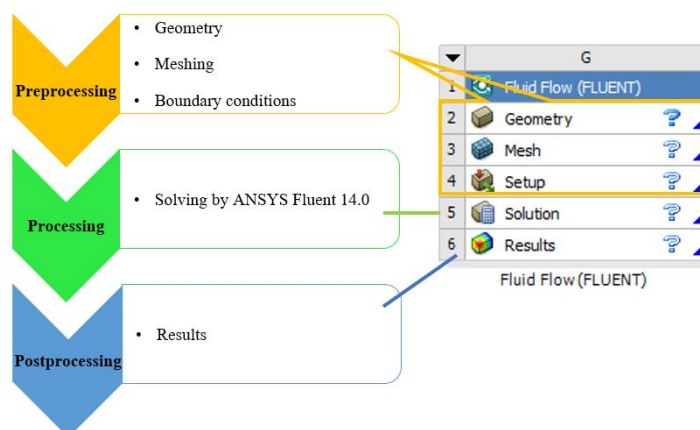 Preprocessing
• Geometry
• Meshing
• Boundary conditions
Processing
• Solving by ANSYS Fluent 14.0
Postprocessing
• Results
G
1 Fluid Flow (FLUENT)
2 Geometry ?
3 Mesh ?
4 Setup ?
5 Solution ?
6 Results ?
Fluid Flow (FLUENT)